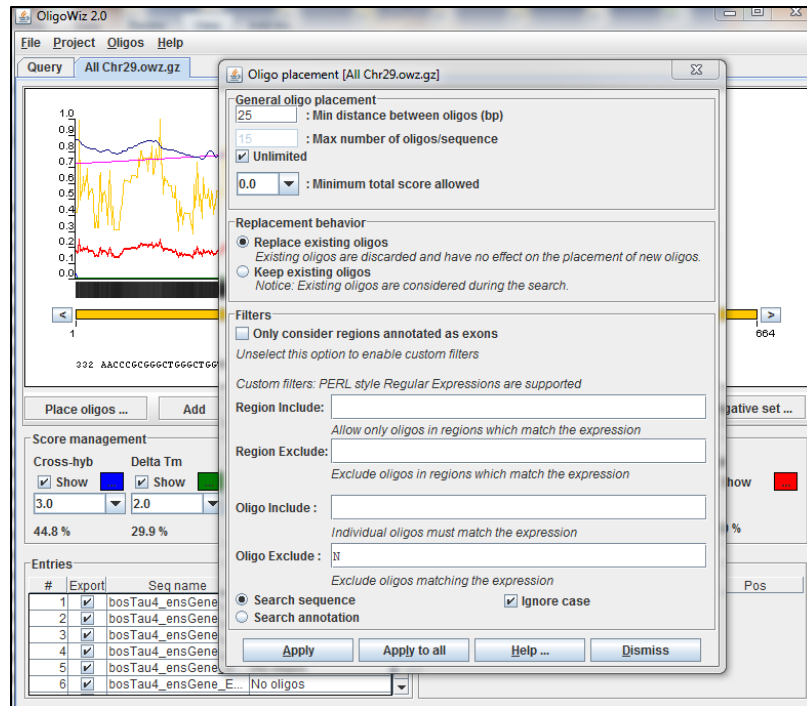 OligoWiz 2.0
File Project Oligos Help
Query All Chr29.owz.gz
Oligo placement [All Chr29.owz.gz]
General oligo placement
25 : Min distance between oligos (bp)
15 : Max number of oligos/sequence
Unlimited
0.0 : Minimum total score allowed
Replacement behavior
Replace existing oligos
Existing oligos are discarded and have no effect on the placement of new oligos.
Keep existing oligos
Notice: Existing oligos are considered during the search.
Filters
Only consider regions annotated as exons
Unselect this option to enable custom filters
Custom filters: PERL style Regular Expressions are supported
Region Include:
Allow only oligos in regions which match the expression
Region Exclude:
Exclude oligos in regions which match the expression
Oligo Include :
Individual oligos must match the expression
Oligo Exclude : N
Exclude oligos matching the expression
Search sequence Ignore case
Search annotation
Apply Apply to all Help ... Dismiss
1.0
0.9
0.8
0.7
0.6
0.5
0.4
0.3
0.2
0.1
0.0
< >
1 664
332 AACCCGCGGGCTGGGCTGG
Place oligos ... Add gative set ...
Score management
Cross-hyb Delta Tm
Show ... Show how ...
3.0 2.0
44.8 % 29.9 % %
Entries
# Export Seq name Pos
1 bosTau4_ensGene_
2 bosTau4_ensGene_
3 bosTau4_ensGene_
4 bosTau4_ensGene_
5 bosTau4_ensGene_
6 bosTau4_ensGene_E... No oligos